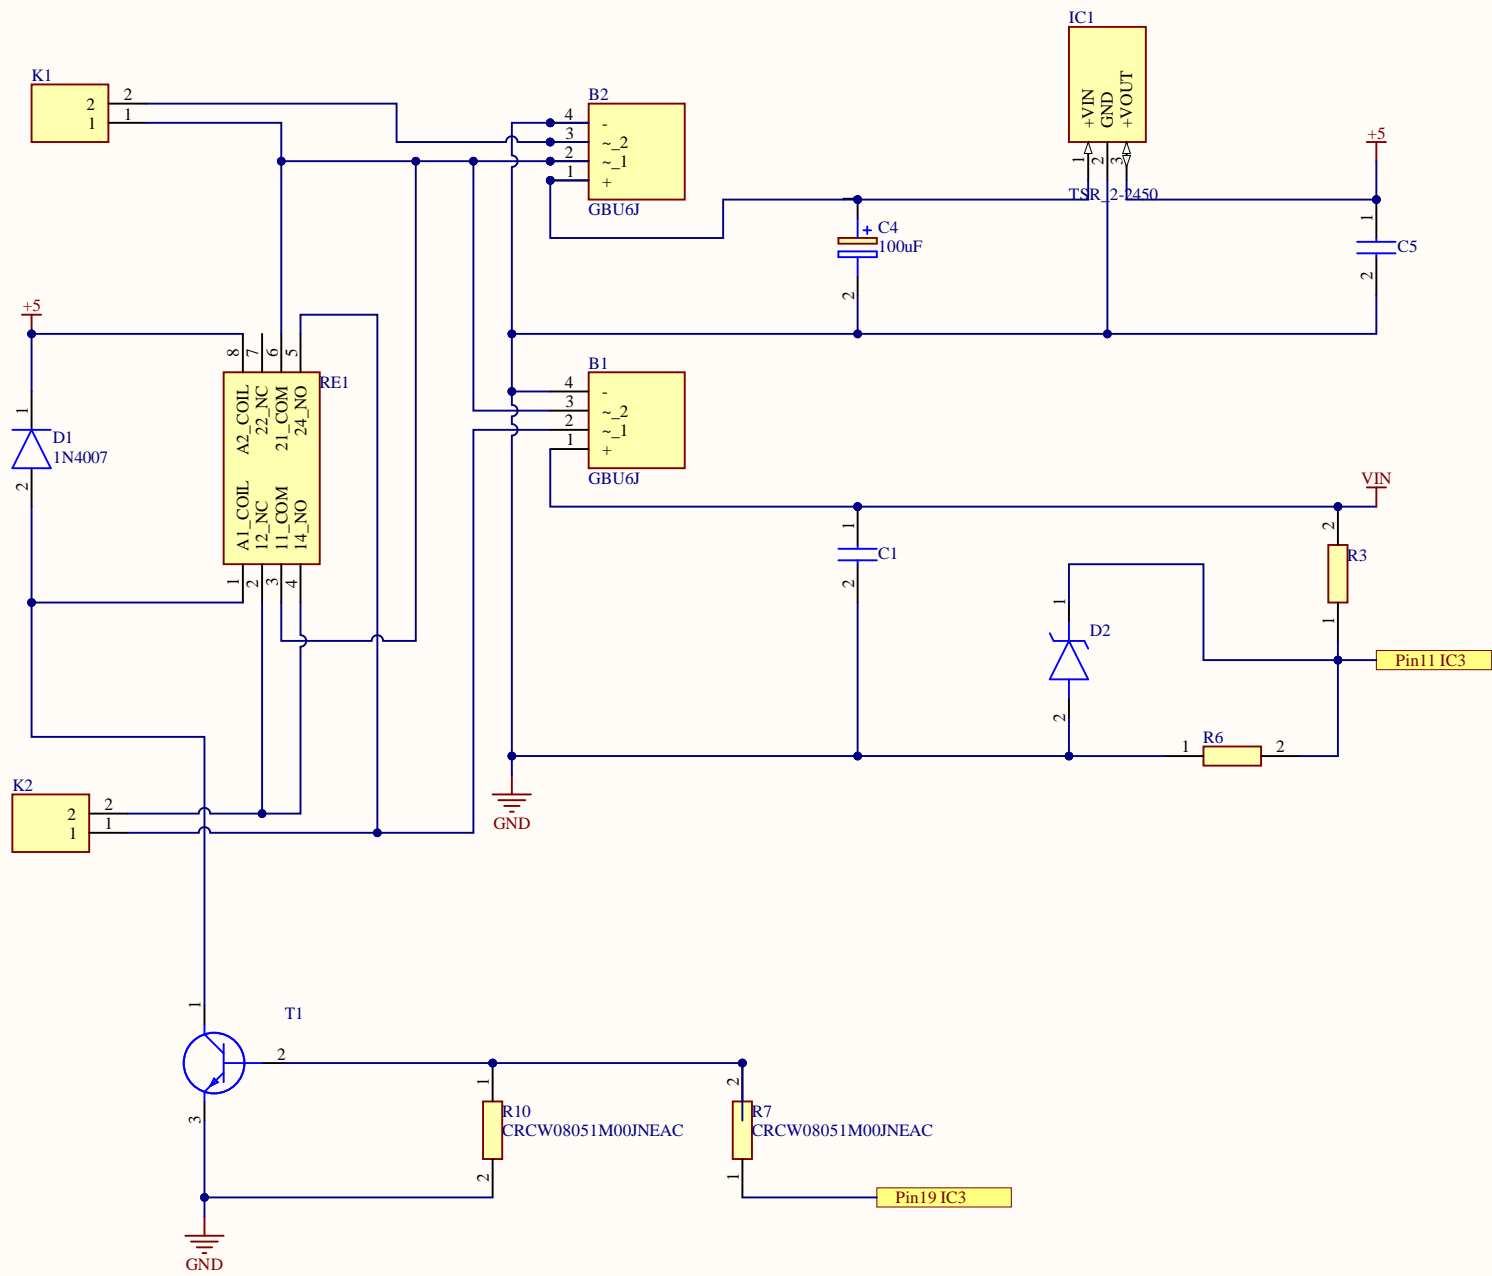 IC1
+VIN
GND
+VOUT
1
2
3
TSR_2-2450
K1
2
1
2
1
B2
4
3
2
1
-
~_2
~_1
+
GBU6J
+5
C4
+
100uF
2
1
C5
2
+5
8
7
6
5
RE1
A2_COIL
22_NC
21_COM
24_NO
A1_COIL
12_NC
11_COM
14_NO
1
2
3
4
1
D1
1N4007
2
B1
4
3
2
1
-
~_2
~_1
+
GBU6J
VIN
1
C1
2
2
R3
1
1
D2
2
Pin11 IC3
R6
1
2
K2
2
1
2
1
GND
1
T1
2
3
1
R10
CRCW08051M00JNEAC
2
2
R7
CRCW08051M00JNEAC
1
Pin19 IC3
GND